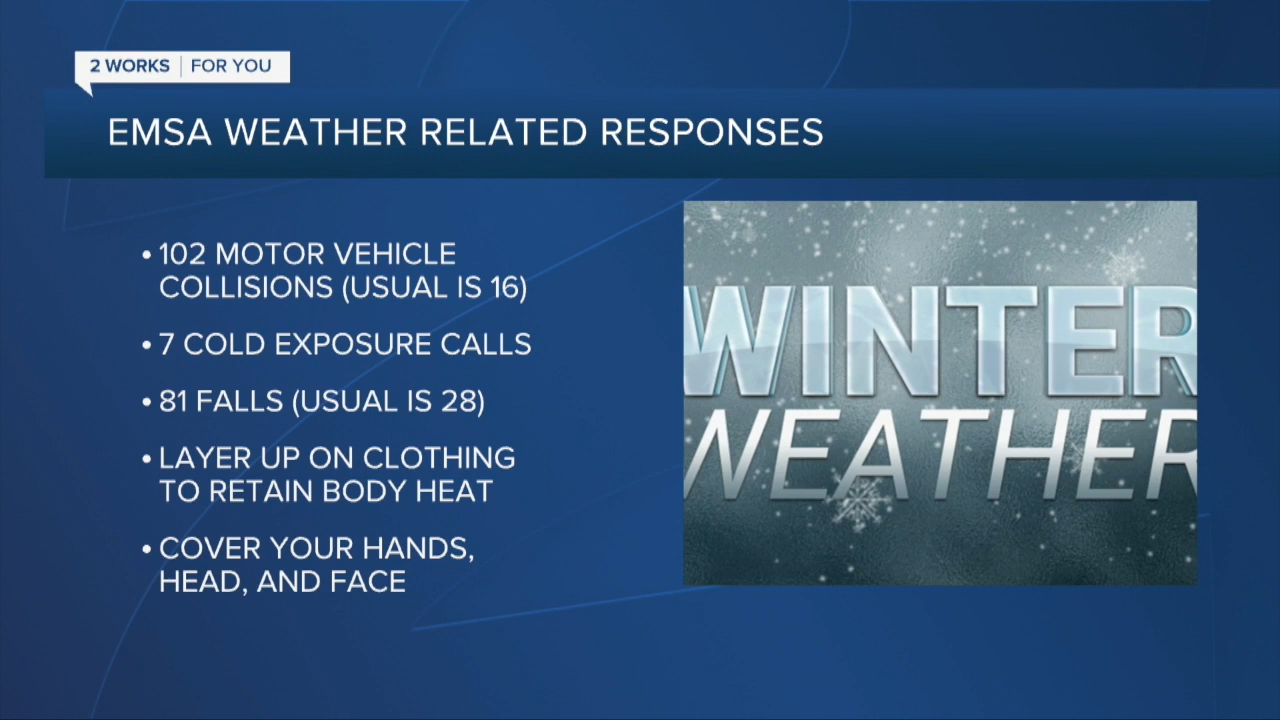 2 WORKS | FOR YOU
EMSA WEATHER RELATED RESPONSES
• 102 MOTOR VEHICLE
COLLISIONS (USUAL IS 16)
• 7 COLD EXPOSURE CALLS
• 81 FALLS (USUAL IS 28)
• LAYER UP ON CLOTHING
TO RETAIN BODY HEAT
• COVER YOUR HANDS,
HEAD, AND FACE
WINTER
WEATHER